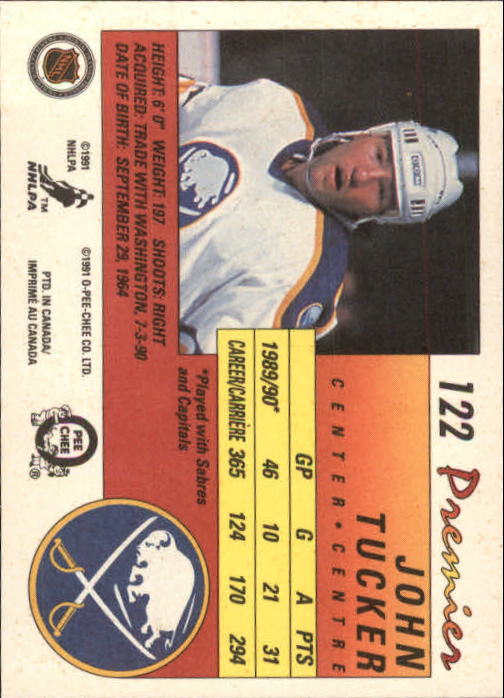 122 Premier
JOHN
TUCKER
CENTER • CENTRE
GP G A PTS
1989/90* 46 10 21 31
CAREER/CARRIÈRE 365 124 170 294
*Played with Sabres
and Capitals
HEIGHT: 6' 0" WEIGHT: 197 SHOOTS: RIGHT
ACQUIRED: TRADE WITH WASHINGTON, 7-3-90
DATE OF BIRTH: SEPTEMBER 29, 1964
NHL
©1991
NHLPA
NHLPA™
©1991 O-PEE-CHEE CO. LTD.
PTD. IN CANADA/
IMPRIMÉ AU CANADA
O
PEE
CHEE
®